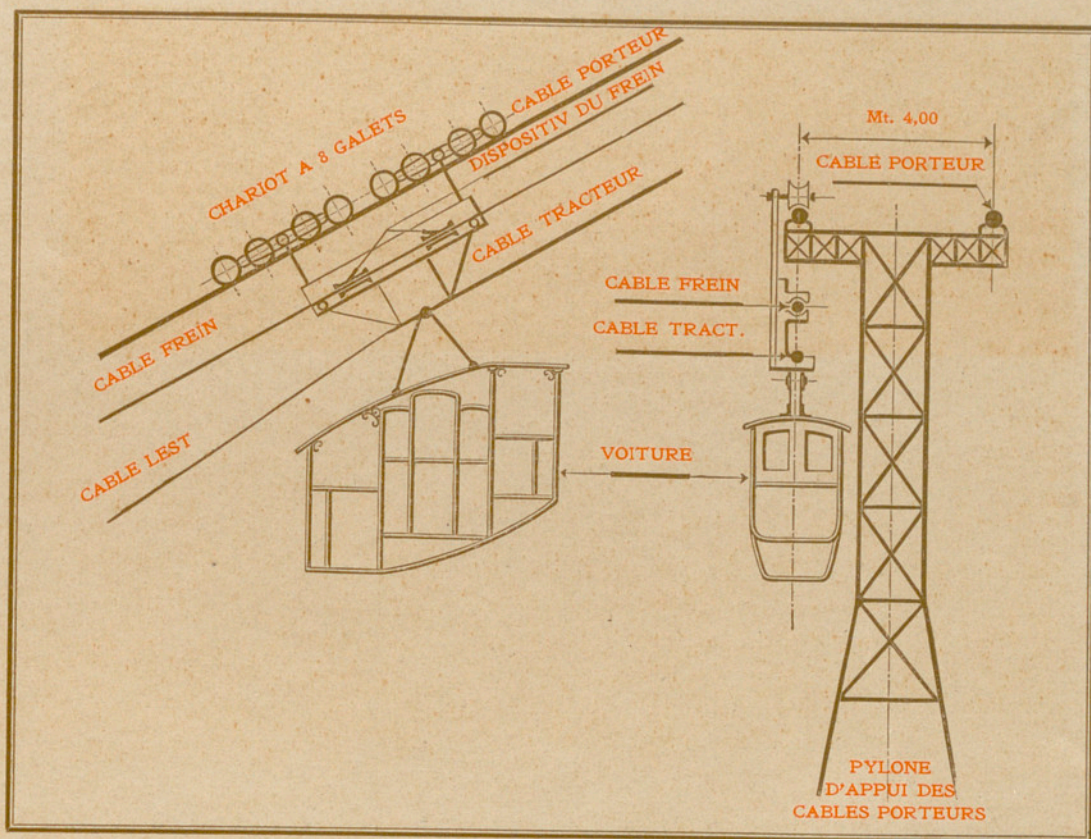 CABLE PORTEUR
DISPOSITIV DU FREIN
CHARIOT A 8 GALETS
CABLE TRACTEUR
CABLE FREIN
CABLE LEST
VOITURE
Mt. 4,00
CABLE PORTEUR
CABLE FREIN
CABLE TRACT.
PYLONE
D'APPUI DES
CABLES PORTEURS